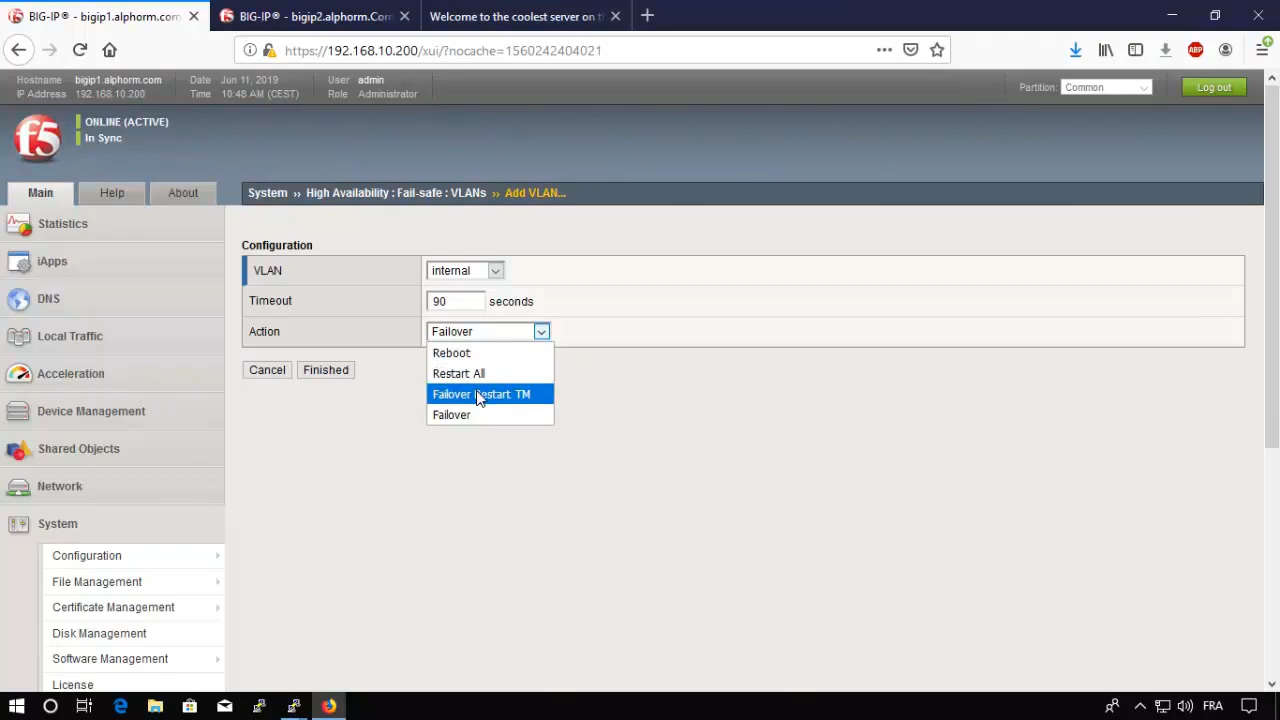 BIG-IP® - bigip1.alphorm.com
BIG-IP® - bigip2.alphorm.Com
Welcome to the coolest server on th
https://192.168.10.200/xui/?nocache=1560242404021
ABP
Hostname bigip1.alphorm.com
Date Jun 11, 2019
User admin
IP Address 192.168.10.200
Time 10:48 AM (CEST)
Role Administrator
Partition: Common
Log out
f5
ONLINE (ACTIVE)
In Sync
Main
Help
About
System ›› High Availability : Fail-safe : VLANs ›› Add VLAN...
Statistics
iApps
DNS
Local Traffic
Acceleration
Device Management
Shared Objects
Network
System
Configuration
File Management
Certificate Management
Disk Management
Software Management
License
Configuration
VLAN internal
Timeout 90 seconds
Action Failover
Reboot
Restart All
Failover Restart TM
Failover
Cancel
Finished
FRA